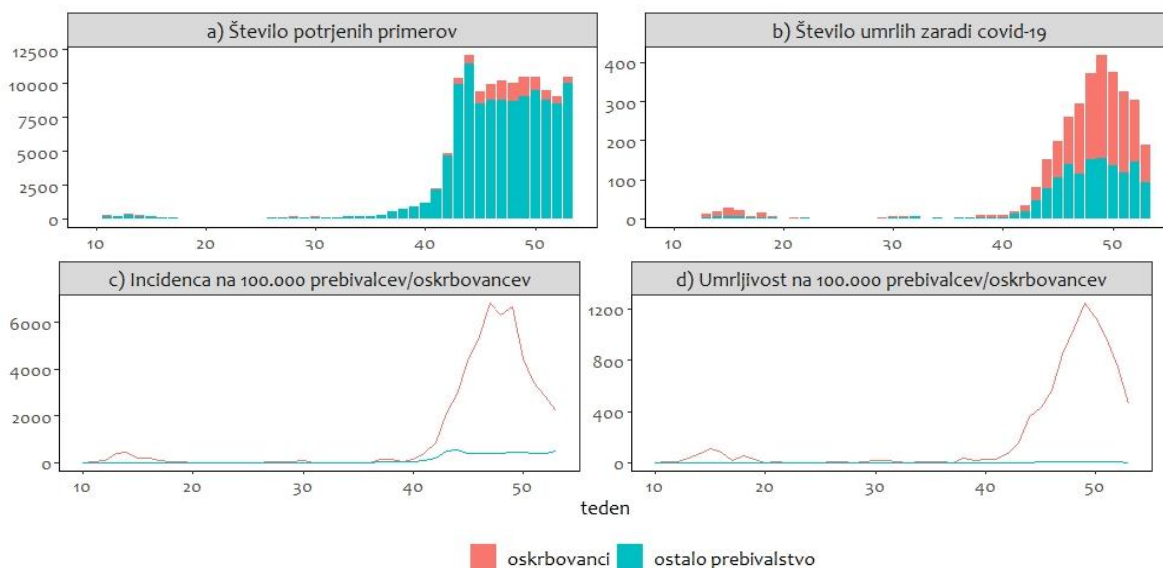 a) Število potrjenih primerov
12500
10000
7500
5000
2500
0
10 20 30 40 50
b) Število umrlih zaradi covid-19
400
300
200
100
0
10 20 30 40 50
c) Incidenca na 100.000 prebivalcev/oskrbovancev
6000
4000
2000
0
10 20 30 40 50
d) Umrljivost na 100.000 prebivalcev/oskrbovancev
1200
800
400
0
10 20 30 40 50
teden
oskrbovanci ostalo prebivalstvo